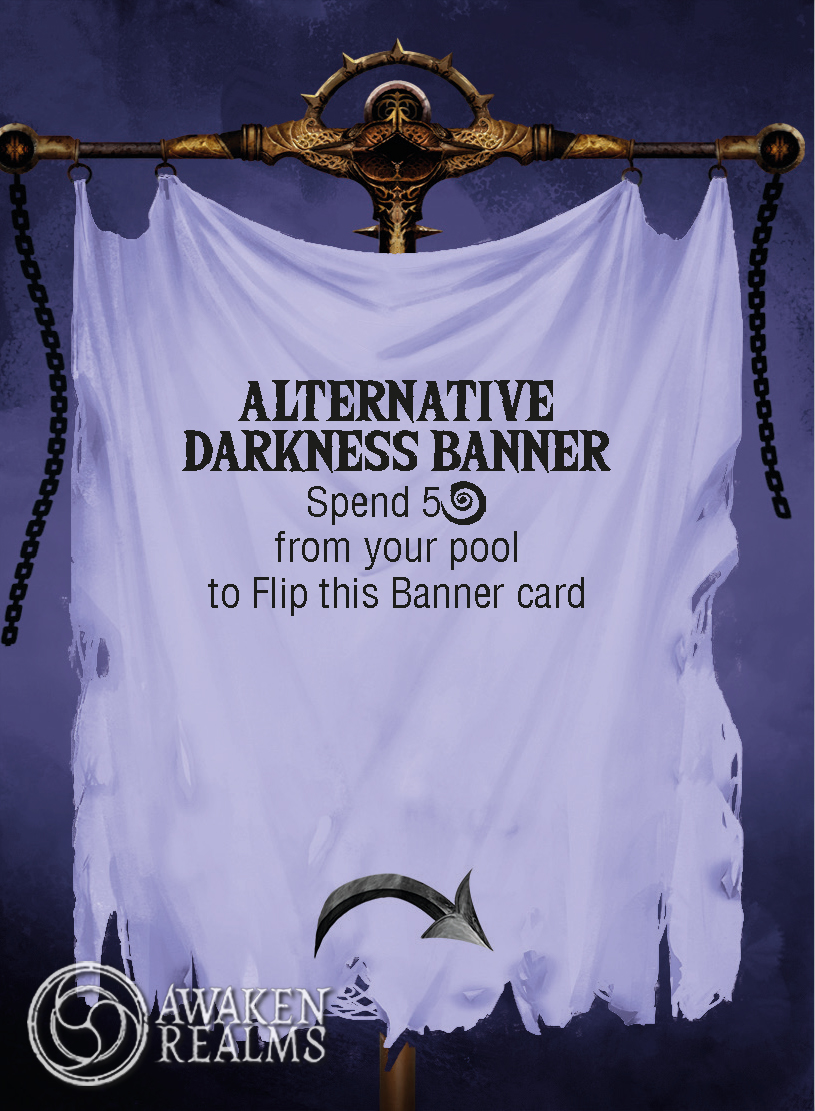 ALTERNATIVE
DARKNESS BANNER
Spend 5
from your pool
to Flip this Banner card
AWAKEN
REALMS